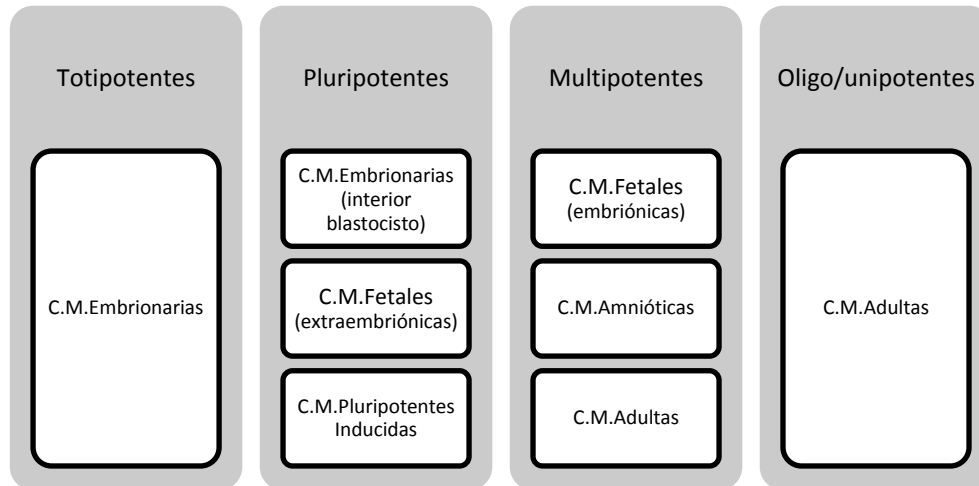 Totipotentes
C.M.Embrionarias
Pluripotentes
C.M.Embrionarias
(interior
blastocisto)
C.M.Fetales
(extraembriónicas)
C.M.Pluripotentes
Inducidas
Multipotentes
C.M.Fetales
(embriónicas)
C.M.Amnióticas
C.M.Adultas
Oligo/unipotentes
C.M.Adultas